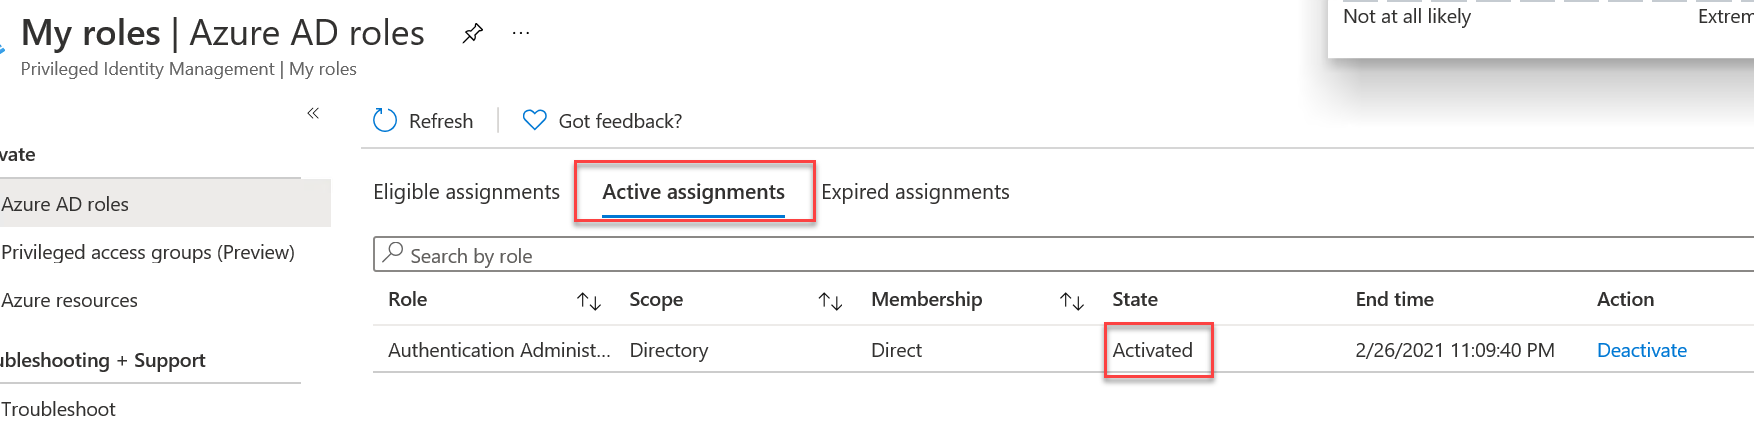 My roles | Azure AD roles
Privileged Identity Management | My roles
Not at all likely
Refresh
Got feedback?
Azure AD roles
Privileged access groups (Preview)
Azure resources
+ Support
Troubleshoot
Eligible assignments Active assignments Expired assignments
Search by role
Role Scope Membership State End time Action
Authentication Administ... Directory Direct Activated 2/26/2021 11:09:40 PM Deactivate